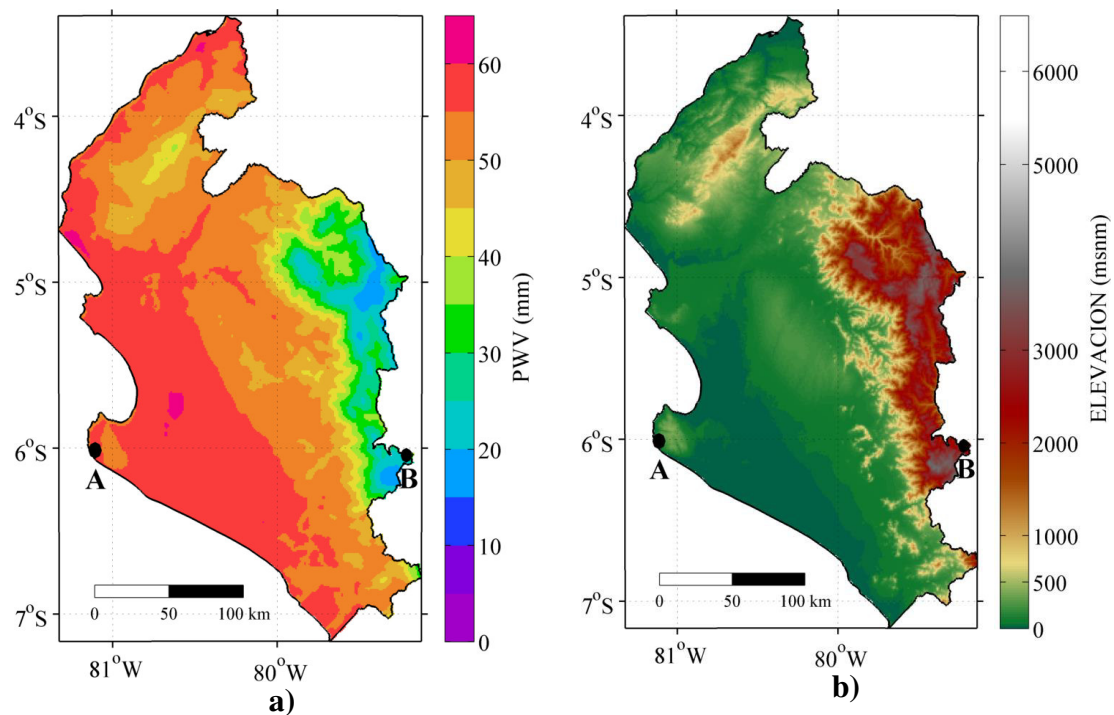 4°S
5°S
6°S
7°S
81°W
80°W
A
B
0 50 100 km
60
50
40
30
20
10
0
PWV (mm)
a)
4°S
5°S
6°S
7°S
81°W
80°W
A
B
0 50 100 km
6000
5000
3000
2000
1000
500
0
ELEVACION (msnm)
b)